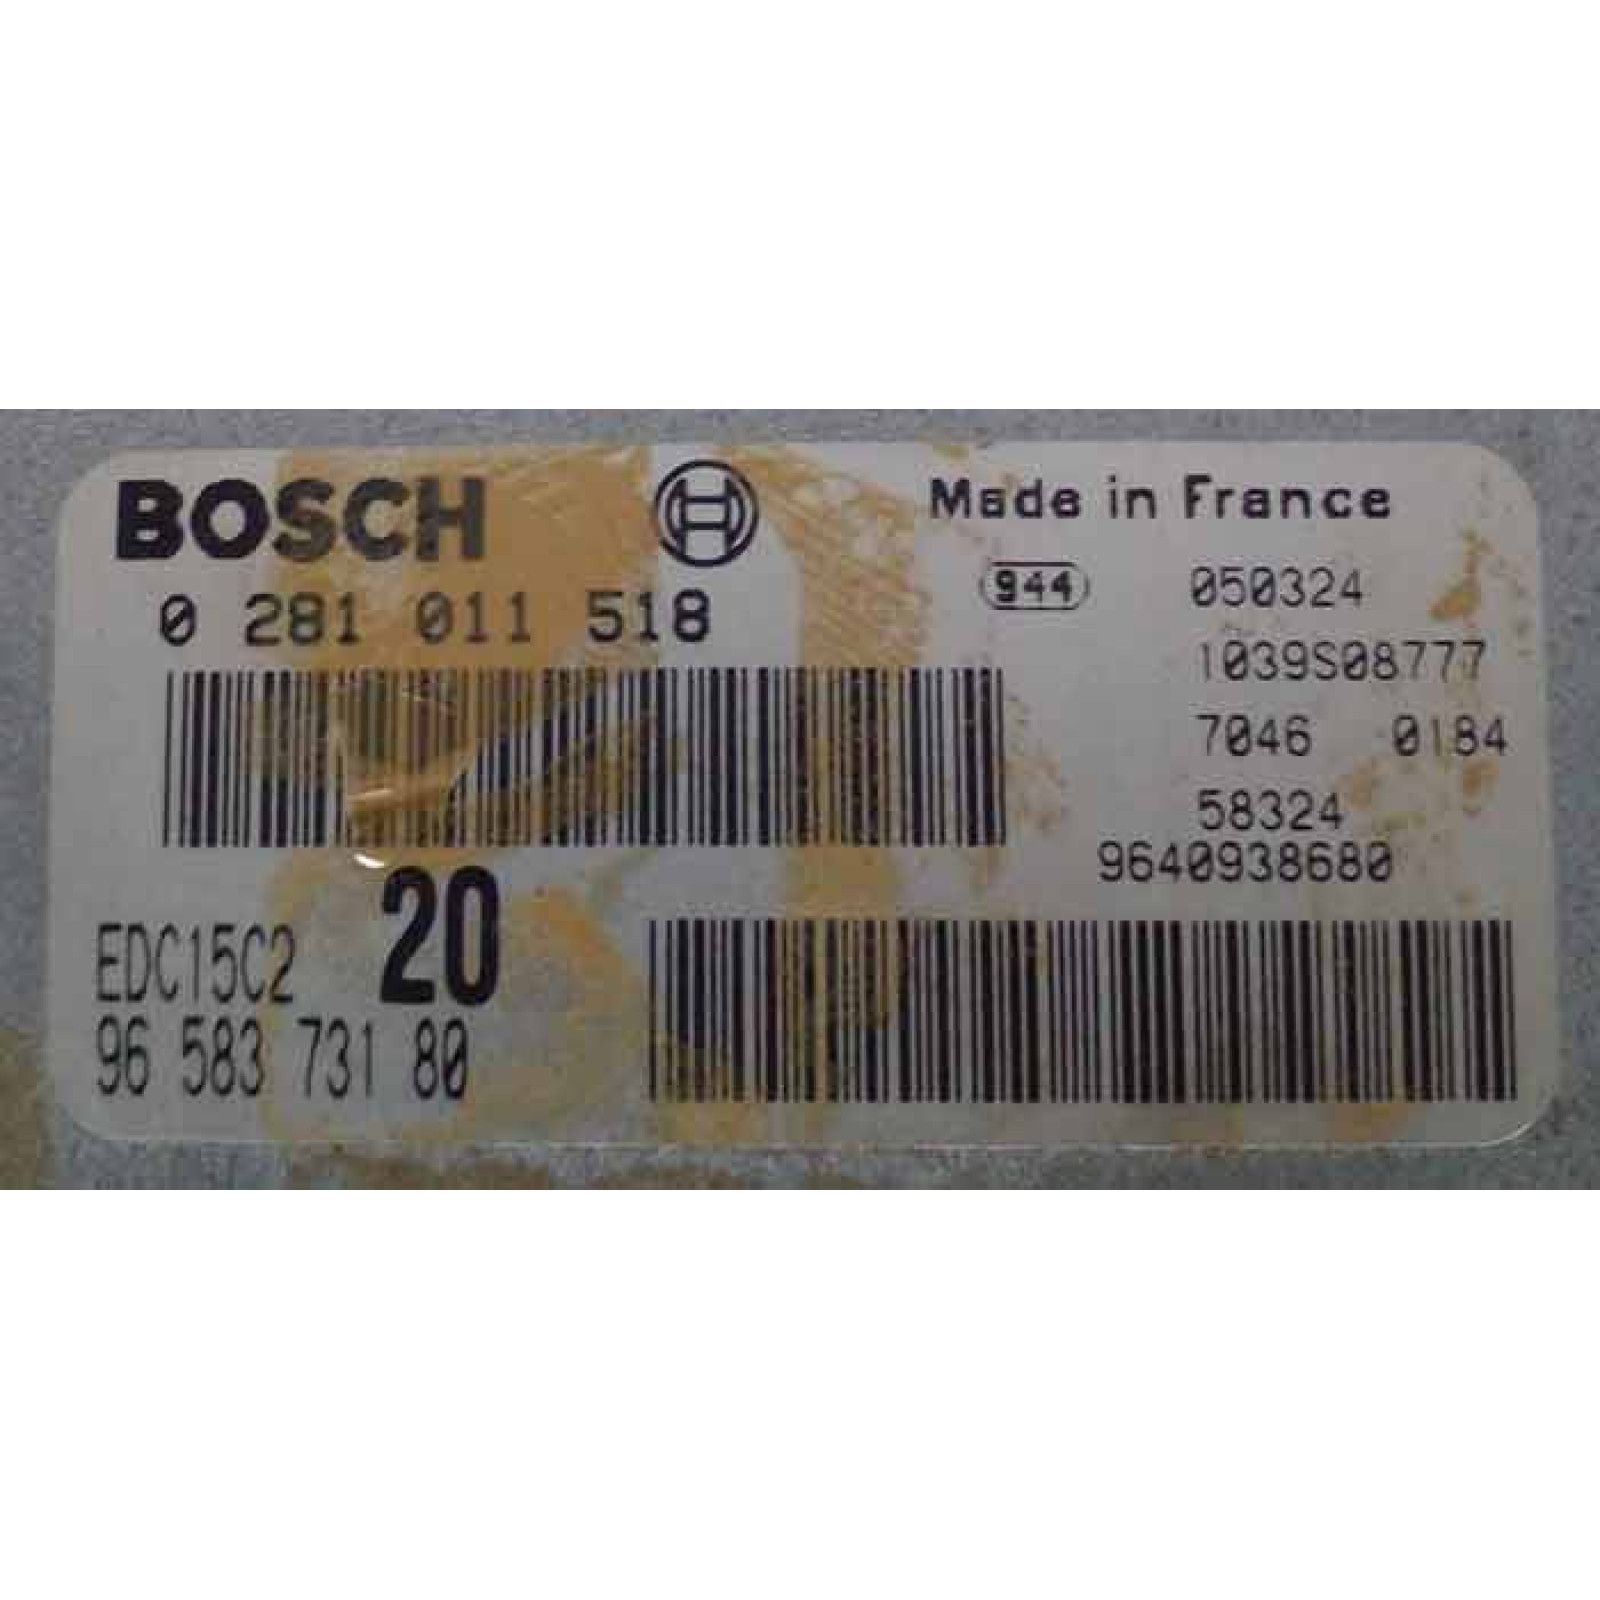 BOSCH
Made in France
0 281 011 518
944 050324
1039S08777
7046 0184
58324
9640938680
EDC15C2 20
96 583 731 80